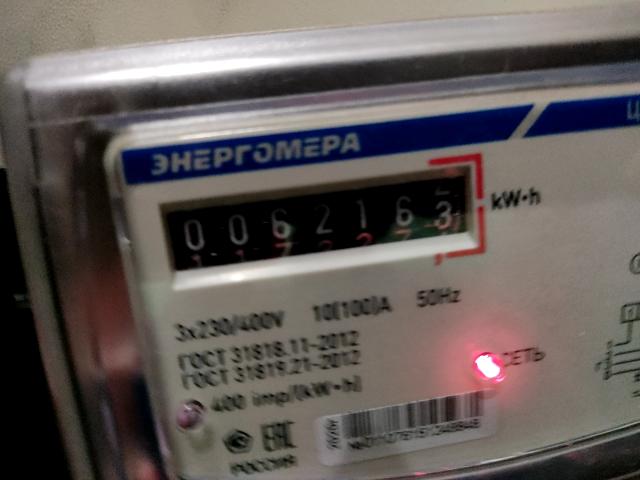 ЭНЕРГОМЕРА
0062163
kW•h
3x230/400V 10(100)A 50Hz
ГОСТ 31818.11-2012
ГОСТ 31819.21-2012
400 imp/(kW•h)
СЕТЬ
ЕАС
РОССИЯ